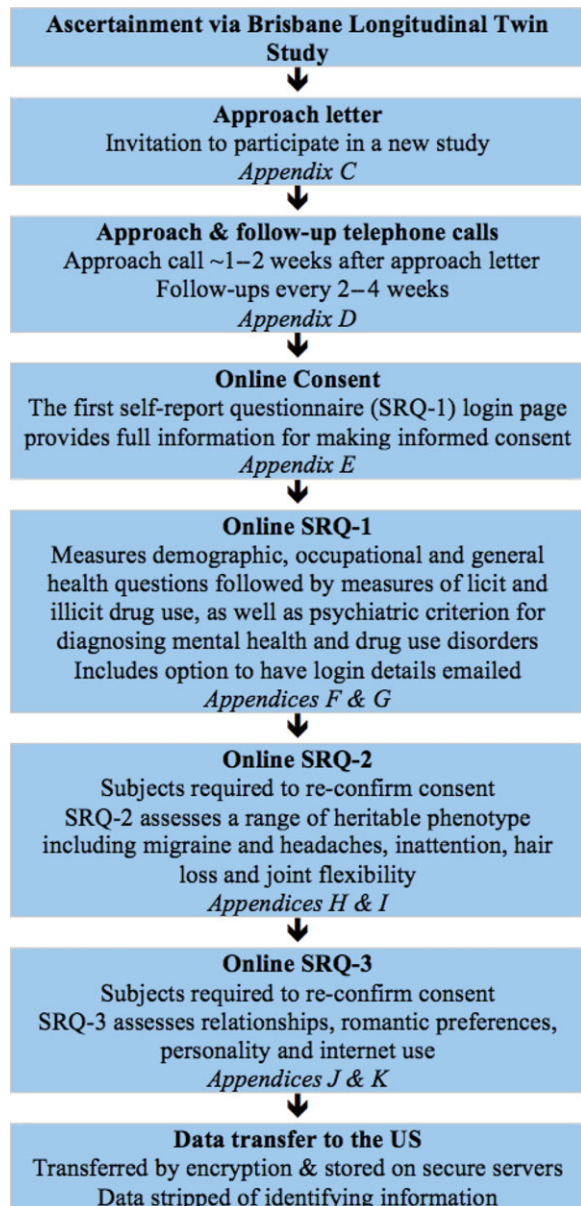 Ascertainment via Brisbane Longitudinal Twin
Study
Approach letter
Invitation to participate in a new study
Appendix C
Approach & follow-up telephone calls
Approach call ~1–2 weeks after approach letter
Follow-ups every 2–4 weeks
Appendix D
Online Consent
The first self-report questionnaire (SRQ-1) login page
provides full information for making informed consent
Appendix E
Online SRQ-1
Measures demographic, occupational and general
health questions followed by measures of licit and
illicit drug use, as well as psychiatric criterion for
diagnosing mental health and drug use disorders
Includes option to have login details emailed
Appendices F & G
Online SRQ-2
Subjects required to re-confirm consent
SRQ-2 assesses a range of heritable phenotype
including migraine and headaches, inattention, hair
loss and joint flexibility
Appendices H & I
Online SRQ-3
Subjects required to re-confirm consent
SRQ-3 assesses relationships, romantic preferences,
personality and internet use
Appendices J & K
Data transfer to the US
Transferred by encryption & stored on secure servers
Data stripped of identifying information